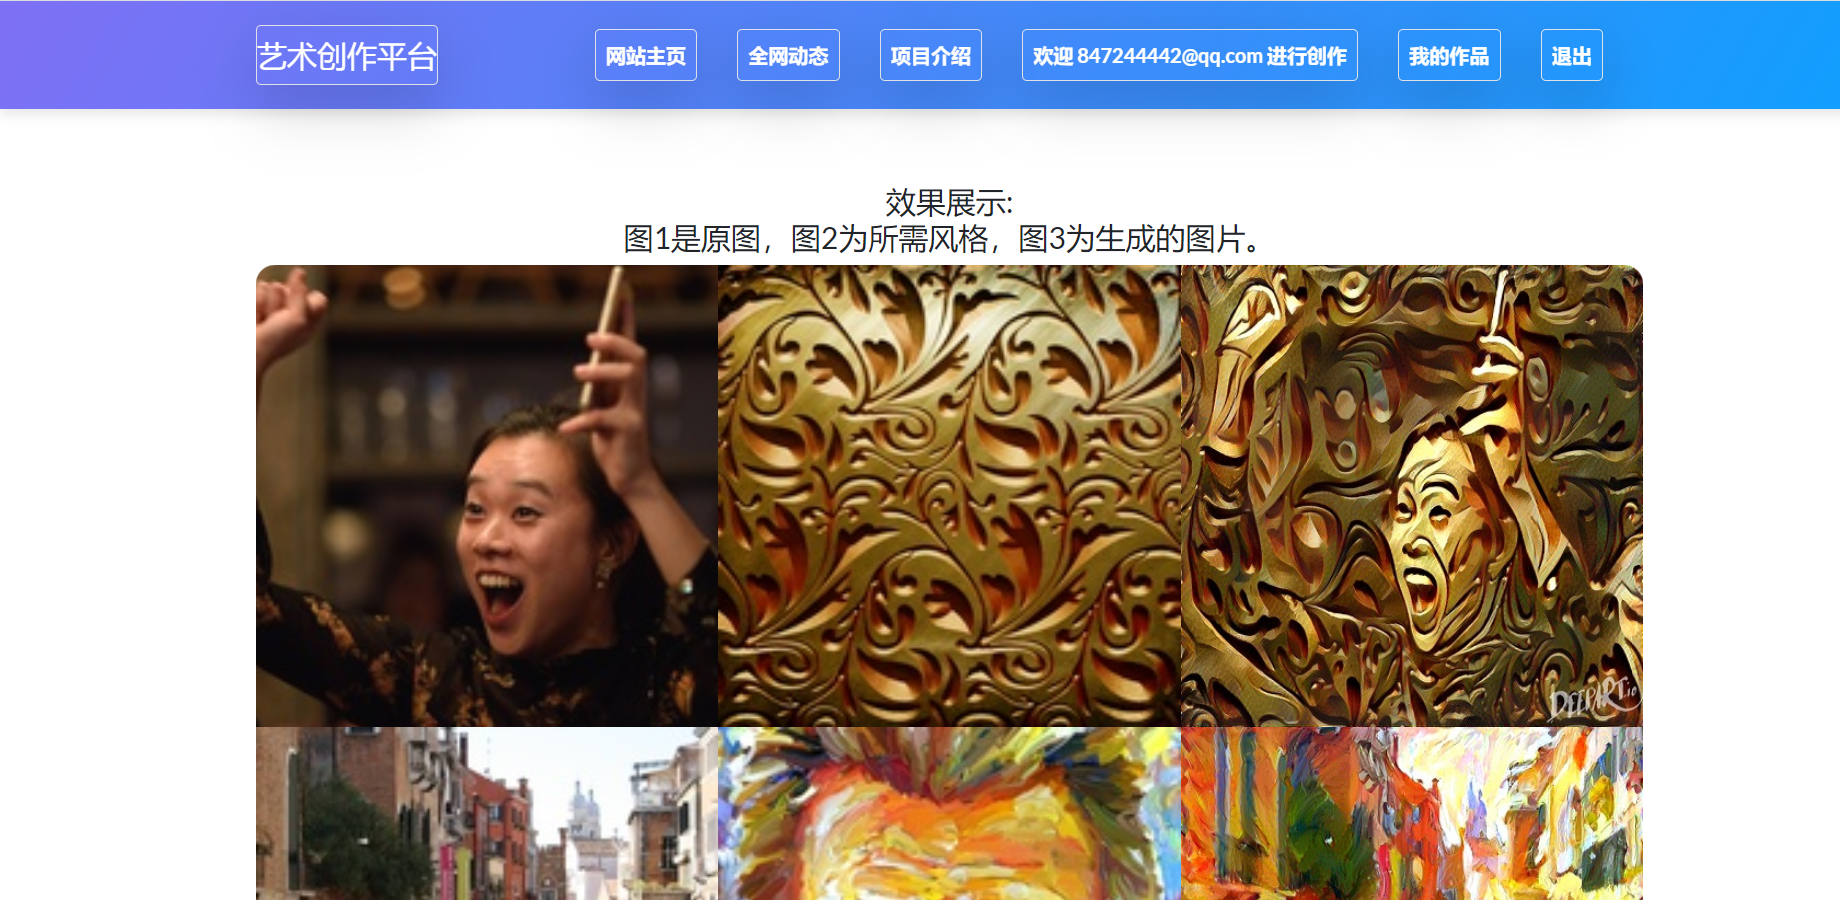 艺术创作平台
网站主页
全网动态
项目介绍
欢迎 847244442@qq.com 进行创作
我的作品
退出
效果展示:
图1是原图，图2为所需风格，图3为生成的图片。
DEEPART.io